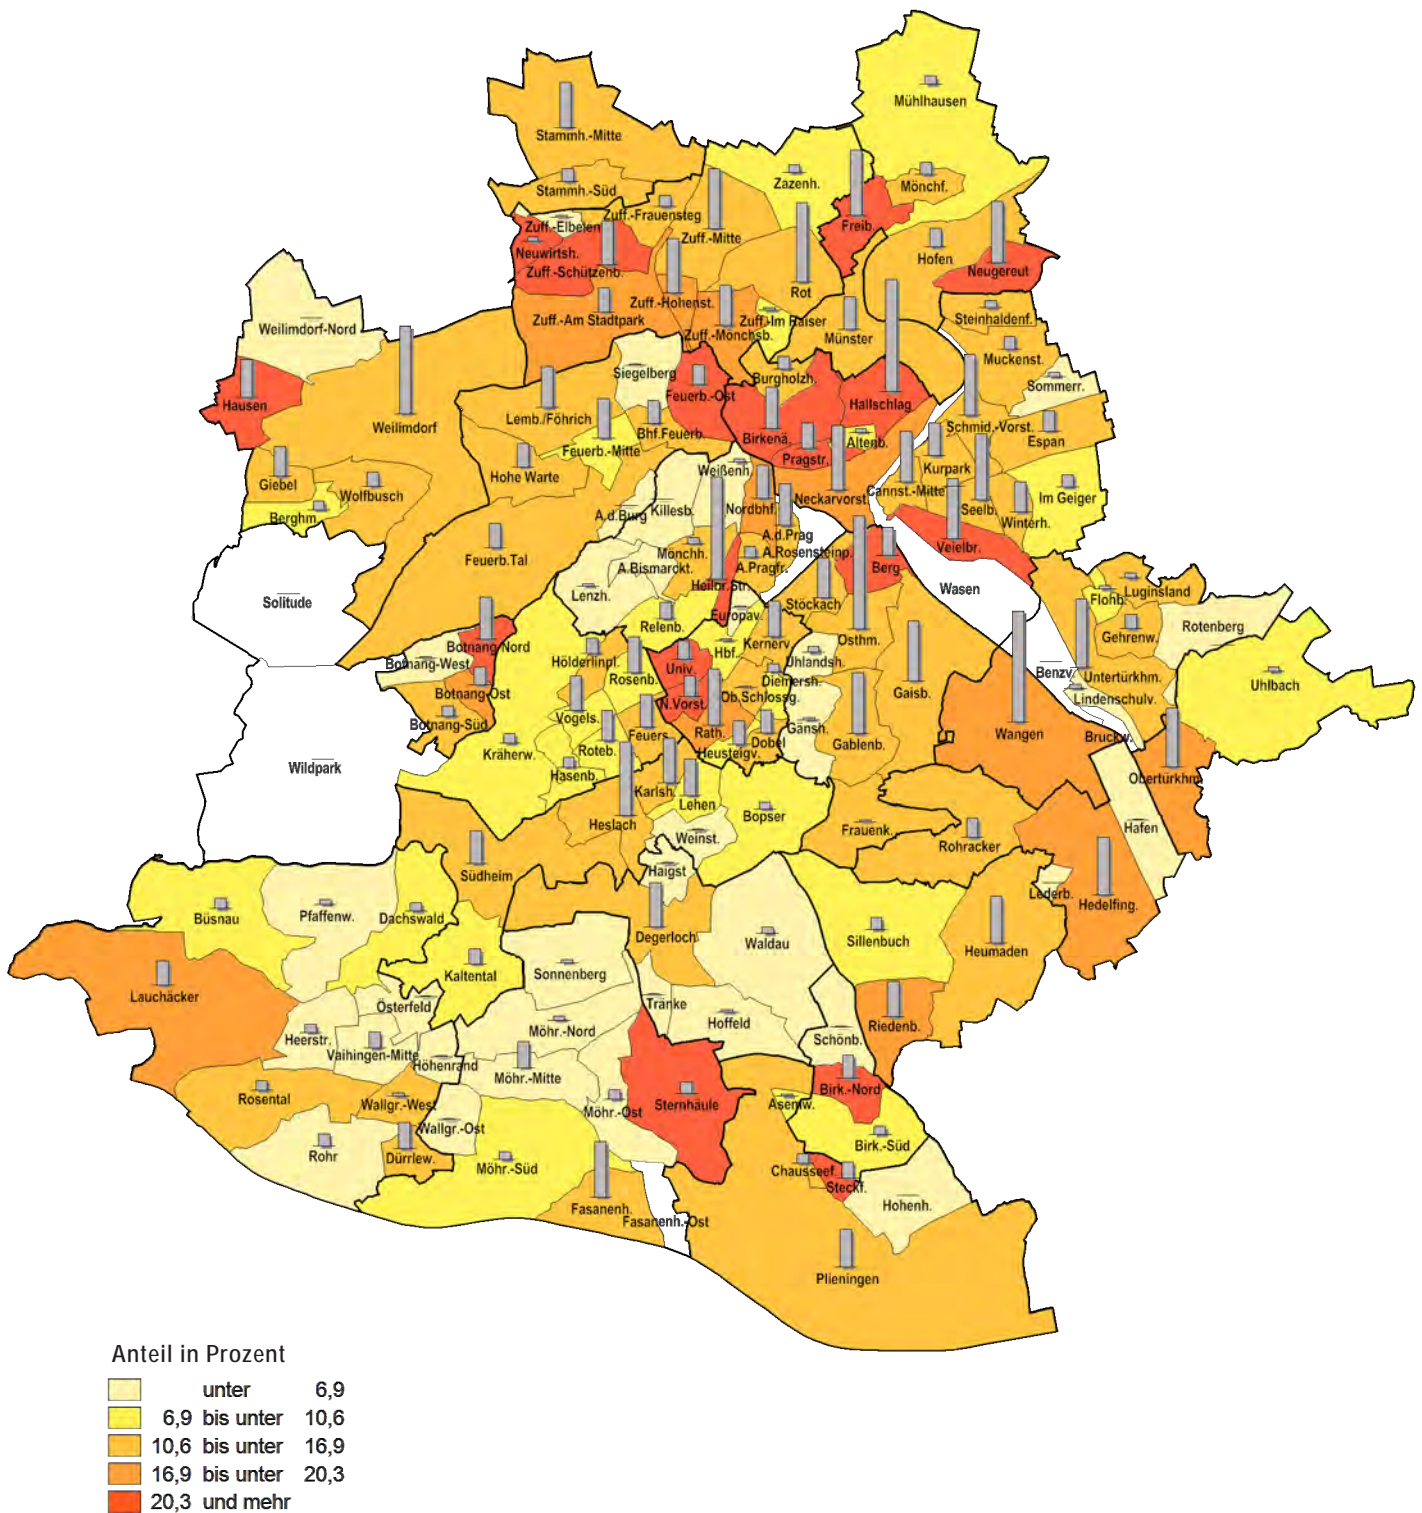 Mühlhausen
Stammh.-Mitte
Zazenh.
Mönchf.
Stammh.-Süd
Zuff.-Frauensteg
Zuff.-Elbelen
Freib.
Zuff.-Mitte
Neuwirtsh.
Hofen
Zuff.-Schützenb.
Neugereut
Rot
Zuff.-Hohenst.
Zuff.-Am Stadtpark
Zuff.-Im Raiser
Steinhaldenf.
Weilimdorf-Nord
Zuff.-Mönchsb.
Münster
Muckenst.
Siegelberg
Burgholzh.
Sommerr.
Feuerb.-Ost
Hausen
Hallschlag
Lemb./Föhrich
Weilimdorf
Bhf.Feuerb.
Schmid.-Vorst.
Birkenä.
Altenb.
Espan
Feuerb.-Mitte
Pragstr.
Kurpark
Weißenh.
Hohe Warte
Giebel
Wolfbusch
Cannst.-Mitte
Neckarvorst.
Im Geiger
Seelb.
Nordbhf.
Killesb.
Berghm.
A.d.Burg
Winterh.
A.d.Prag
Veielbr.
A.Rosensteinp.
Mönchh.
Feuerb.Tal
A.Pragfr.
A.Bismarckt.
Berg
Heilbr.Str.
Wasen
Lenzh.
Luginsland
Flohb.
Solitude
Stöckach
Europav.
Relenb.
Rotenberg
Gehrenw.
Osthm.
Kernerv.
Botnang-Nord
Hbf.
Hölderlinpl.
Uhlandsh.
Botnang-West
Univ.
Benzv.
Untertürkhm.
Rosenb.
Diemersh.
Uhlbach
Botnang-Ost
Gaisb.
Ob.Schlossg.
Lindenschulv.
N.Vorst.
Vogels.
Botnang-Süd
Gänsh.
Rath.
Feuers.
Wangen
Bruckw.
Dobel
Gablenb.
Roteb.
Heusteigv.
Kräherw.
Wildpark
Hasenb.
Obertürkhm.
Karlsh.
Lehen
Bopser
Heslach
Hafen
Frauenk.
Weinst.
Rohracker
Haigst
Südheim
Lederb.
Hedelfing.
Pfaffenw.
Büsnau
Dachswald
Degerloch
Sillenbuch
Waldau
Heumaden
Sonnenberg
Kaltental
Lauchäcker
Tränke
Österfeld
Hoffeld
Riedenb.
Möhr.-Nord
Heerstr.
Schönb.
Vaihingen-Mitte
Höhenrand
Möhr.-Mitte
Birk.-Nord
Rosental
Wallgr.-West
Sternhäule
Asemw.
Möhr.-Ost
Wallgr.-Ost
Birk.-Süd
Rohr
Dürrlew.
Möhr.-Süd
Chausseef.
Steckf.
Hohenh.
Fasanenh.
Fasanenh.-Ost
Plieningen
Anteil in Prozent
unter 6,9
6,9 bis unter 10,6
10,6 bis unter 16,9
16,9 bis unter 20,3
20,3 und mehr